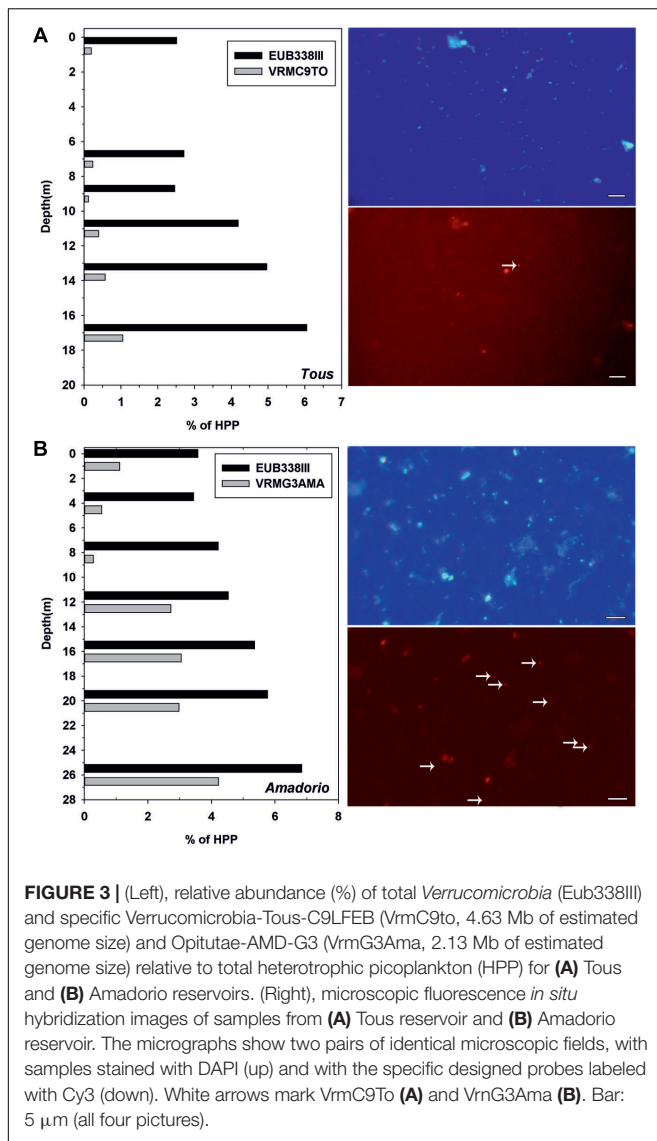 A
0
2
4
6
8
10
12
14
16
18
20
Depth(m)
EUB338III
VRMC9TO
Tous
0 1 2 3 4 5 6 7
% of HPP
B
0
2
4
6
8
10
12
14
16
18
20
22
24
26
28
Depth(m)
EUB338III
VRMG3AMA
Amadorio
0 2 4 6 8
% of HPP
FIGURE 3 | (Left), relative abundance (%) of total Verrucomicrobia (Eub338III)
and specific Verrucomicrobia-Tous-C9LFEB (VrmC9to, 4.63 Mb of estimated
genome size) and Opitutae-AMD-G3 (VrmG3Ama, 2.13 Mb of estimated
genome size) relative to total heterotrophic picoplankton (HPP) for (A) Tous
and (B) Amadorio reservoirs. (Right), microscopic fluorescence in situ
hybridization images of samples from (A) Tous reservoir and (B) Amadorio
reservoir. The micrographs show two pairs of identical microscopic fields, with
samples stained with DAPI (up) and with the specific designed probes labeled
with Cy3 (down). White arrows mark VrmC9To (A) and VrnG3Ama (B). Bar:
5 μm (all four pictures).